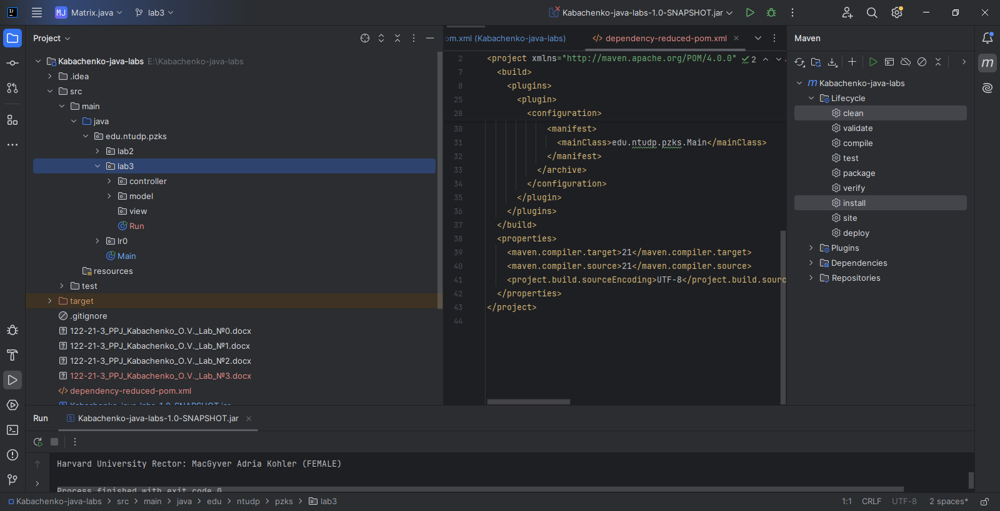 MJ Matrix.java lab3 Kabachenko-java-labs-1.0-SNAPSHOT.jar
Project
Kabachenko-java-labs E:\Kabachenko-java-labs
.idea
src
main
java
edu.ntudp.pzks
lab2
lab3
controller
model
view
Run
lr0
Main
resources
test
target
.gitignore
122-21-3_PPJ_Kabachenko_O.V._Lab_№0.docx
122-21-3_PPJ_Kabachenko_O.V._Lab_№1.docx
122-21-3_PPJ_Kabachenko_O.V._Lab_№2.docx
122-21-3_PPJ_Kabachenko_O.V._Lab_№3.docx
dependency-reduced-pom.xml
Kabachenko-java-labs-1.0-SNAPSHOT.jar
om.xml (Kabachenko-java-labs) dependency-reduced-pom.xml
2 <project xmlns="http://maven.apache.org/POM/4.0.0" 2
7 <build>
8 <plugins>
25 <plugin>
28 <configuration>
30 <manifest>
31 <mainClass>edu.ntudp.pzks.Main</mainClass>
32 </manifest>
33 </archive>
34 </configuration>
35 </plugin>
36 </plugins>
37 </build>
38 <properties>
39 <maven.compiler.target>21</maven.compiler.target>
40 <maven.compiler.source>21</maven.compiler.source>
41 <project.build.sourceEncoding>UTF-8</project.build.sourc
42 </properties>
43 </project>
44
Maven
m Kabachenko-java-labs
Lifecycle
clean
validate
compile
test
package
verify
install
site
deploy
Plugins
Dependencies
Repositories
m
Run Kabachenko-java-labs-1.0-SNAPSHOT.jar
Harvard University Rector: MacGyver Adria Kohler (FEMALE)
Process finished with exit code 0
Kabachenko-java-labs > src > main > java > edu > ntudp > pzks > lab3
1:1 CRLF UTF-8 2 spaces*